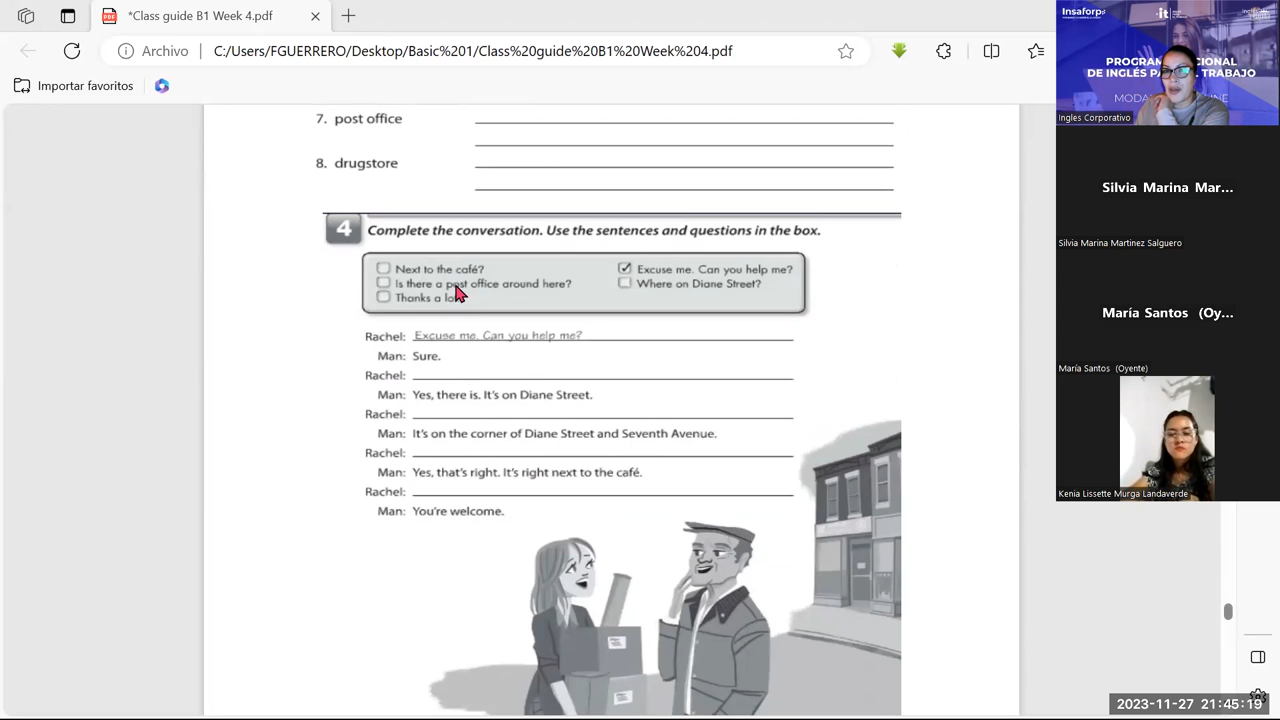 *Class guide B1 Week 4.pdf
Archivo
C:/Users/FGUERRERO/Desktop/Basic%201/Class%20guide%20B1%20Week%204.pdf
Importar favoritos
7. post office
8. drugstore
4 Complete the conversation. Use the sentences and questions in the box.
Next to the café?
Excuse me. Can you help me?
Is there a post office around here?
Where on Diane Street?
Thanks a
Rachel: Excuse me. Can you help me?
Man: Sure.
Rachel:
Man: Yes, there is. It's on Diane Street.
Rachel:
Man: It's on the corner of Diane Street and Seventh Avenue.
Rachel:
Man: Yes, that's right. It's right next to the café.
Rachel:
Man: You're welcome.
Insaforp
it
MODA
Ingles Corporativo
Silvia Marina Mar...
Silvia Marina Martinez Salguero
María Santos (Oy...
María Santos (Oyente)
Kenia Lissette Murga Landaverde
2023-11-27 21:45:19